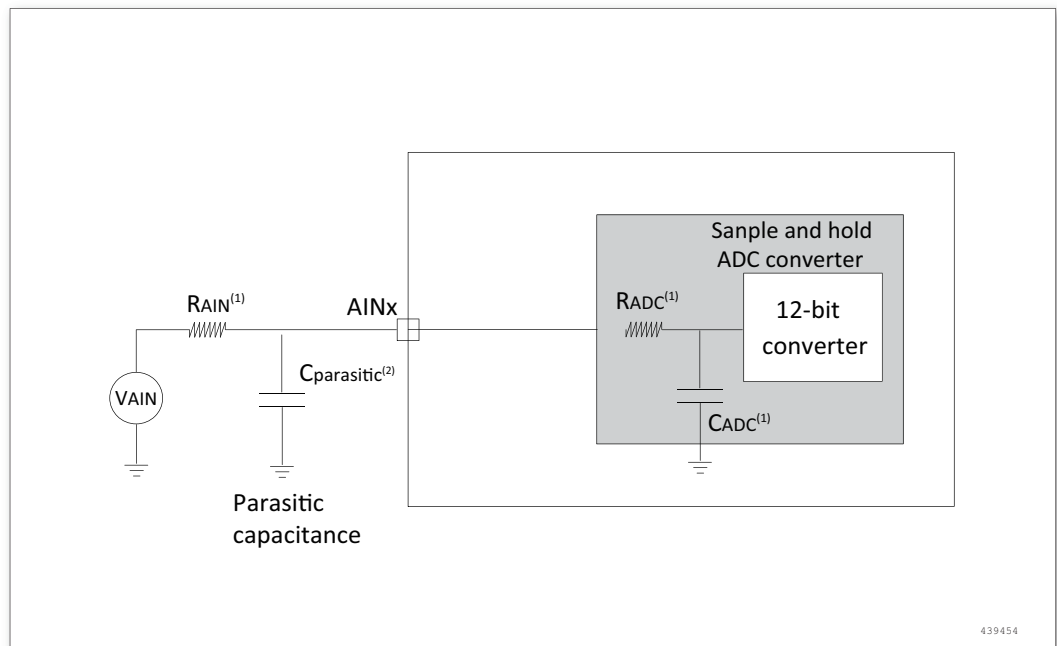 Sanple and hold
ADC converter
RAIN(1)
AINx
RADC(1)
12-bit
converter
Cparasitic(2)
VAIN
CADC(1)
Parasitic
capacitance
439454